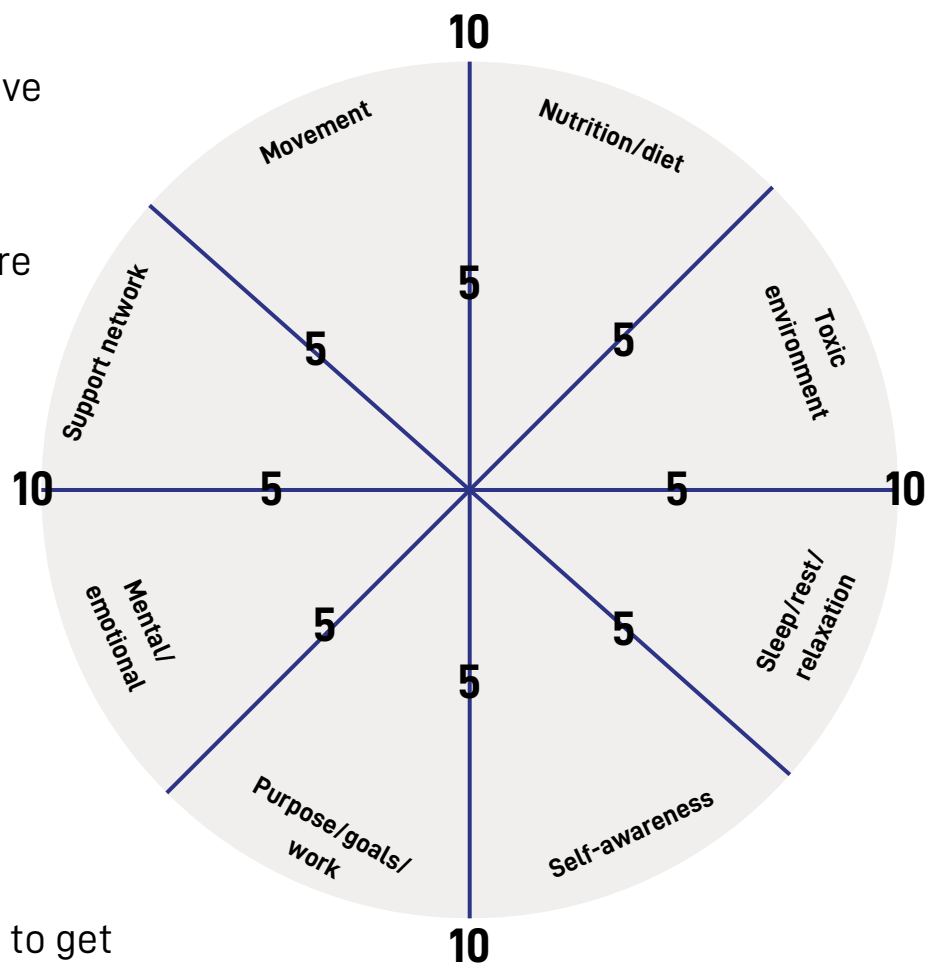 10
ve
Movement
Nutrition/diet
re
Support network
5
5
5
Toxic
environment
10
5
5
10
Mental/
emotional
Sleep/rest/
relaxation
5
5
5
Purpose/goals/
work
Self-awareness
to get
10